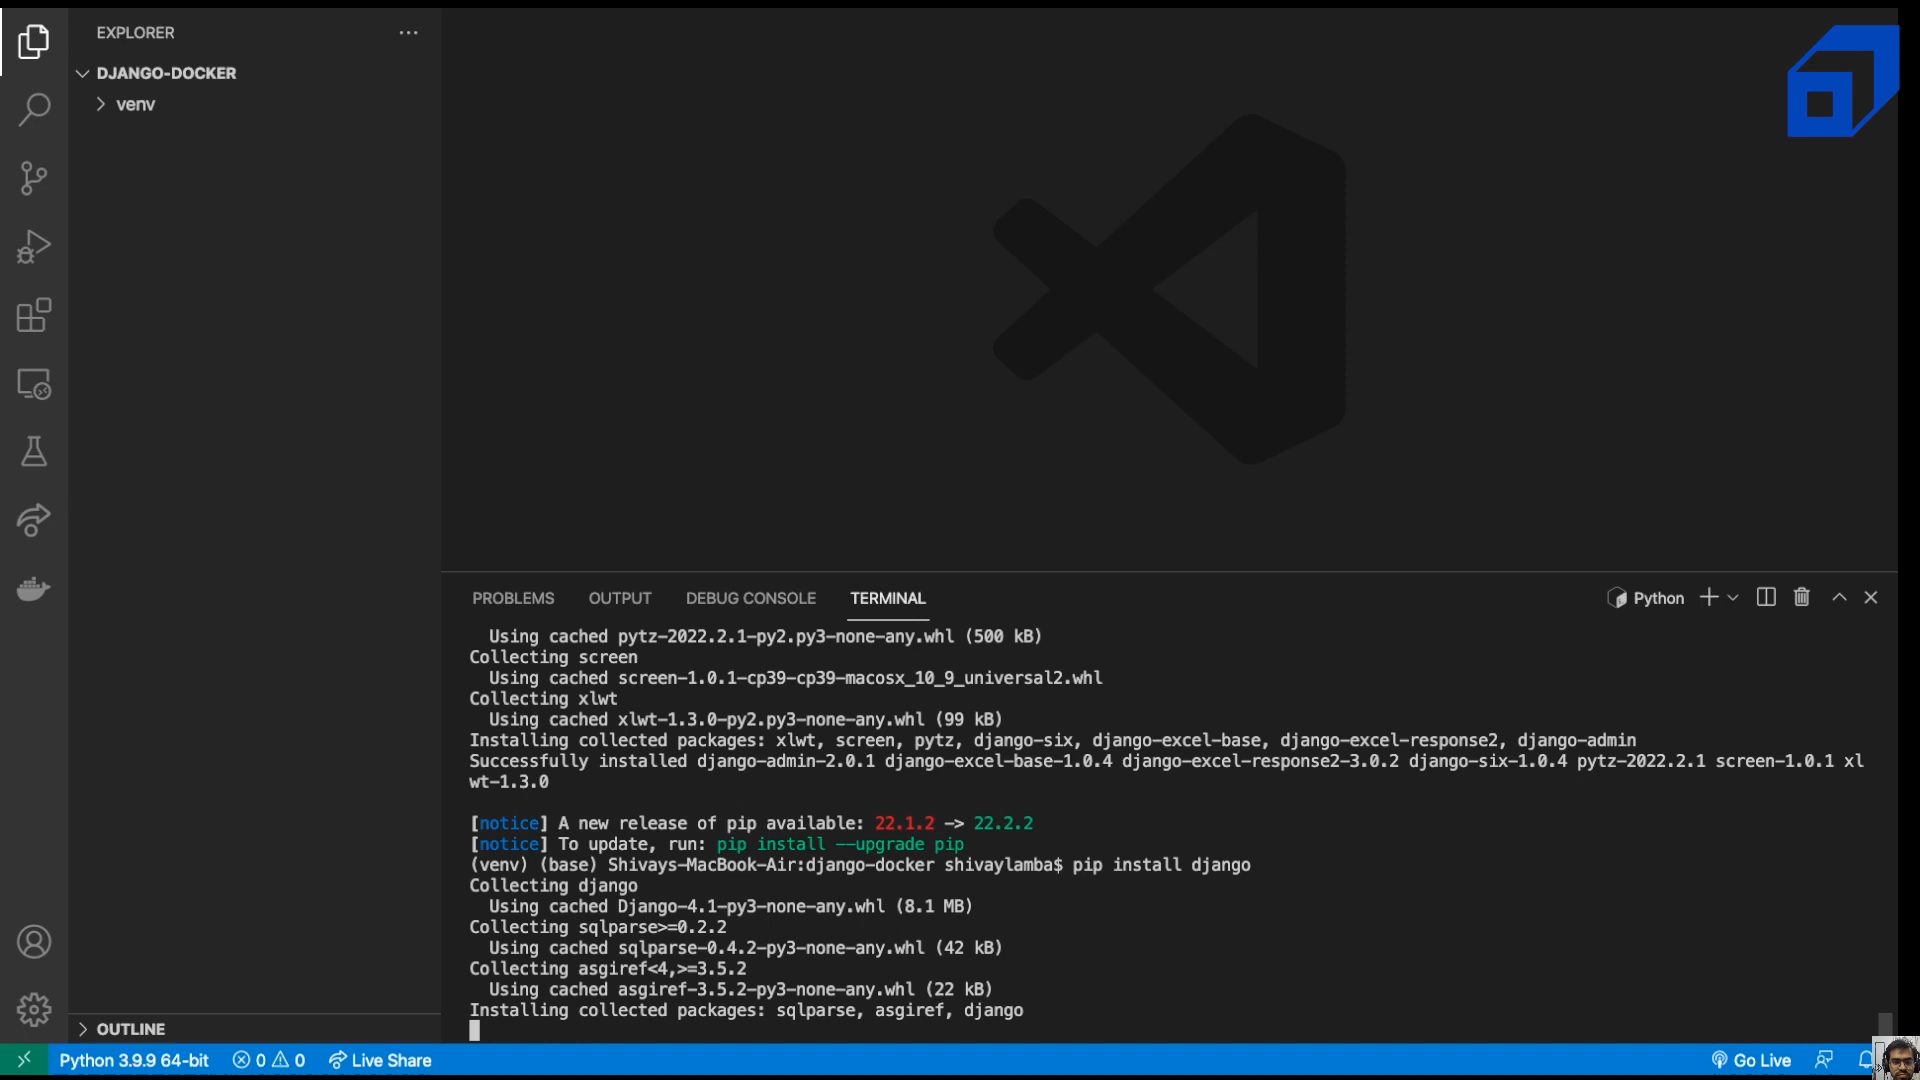 EXPLORER
DJANGO-DOCKER
venv
PROBLEMS OUTPUT DEBUG CONSOLE TERMINAL Python
Using cached pytz-2022.2.1-py2.py3-none-any.whl (500 kB)
Collecting screen
Using cached screen-1.0.1-cp39-cp39-macosx_10_9_universal2.whl
Collecting xlwt
Using cached xlwt-1.3.0-py2.py3-none-any.whl (99 kB)
Installing collected packages: xlwt, screen, pytz, django-six, django-excel-base, django-excel-response2, django-admin
Successfully installed django-admin-2.0.1 django-excel-base-1.0.4 django-excel-response2-3.0.2 django-six-1.0.4 pytz-2022.2.1 screen-1.0.1 xl
wt-1.3.0
[notice] A new release of pip available: 22.1.2 -> 22.2.2
[notice] To update, run: pip install --upgrade pip
(venv) (base) Shivays-MacBook-Air:django-docker shivaylamba$ pip install django
Collecting django
Using cached Django-4.1-py3-none-any.whl (8.1 MB)
Collecting sqlparse>=0.2.2
Using cached sqlparse-0.4.2-py3-none-any.whl (42 kB)
Collecting asgiref<4,>=3.5.2
Using cached asgiref-3.5.2-py3-none-any.whl (22 kB)
Installing collected packages: sqlparse, asgiref, django
OUTLINE
Python 3.9.9 64-bit 0 0 Live Share Go Live